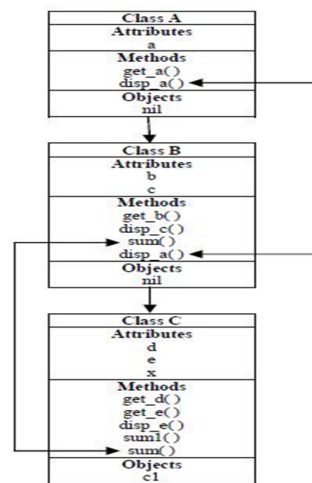 Class A
Attributes
a
Methods
get_a()
disp_a()
Objects
nil
Class B
Attributes
b
c
Methods
get_b()
disp_c()
sum()
disp_a()
Objects
nil
Class C
Attributes
d
e
x
Methods
get_d()
get_e()
disp_e()
sum1()
sum()
Objects
c1